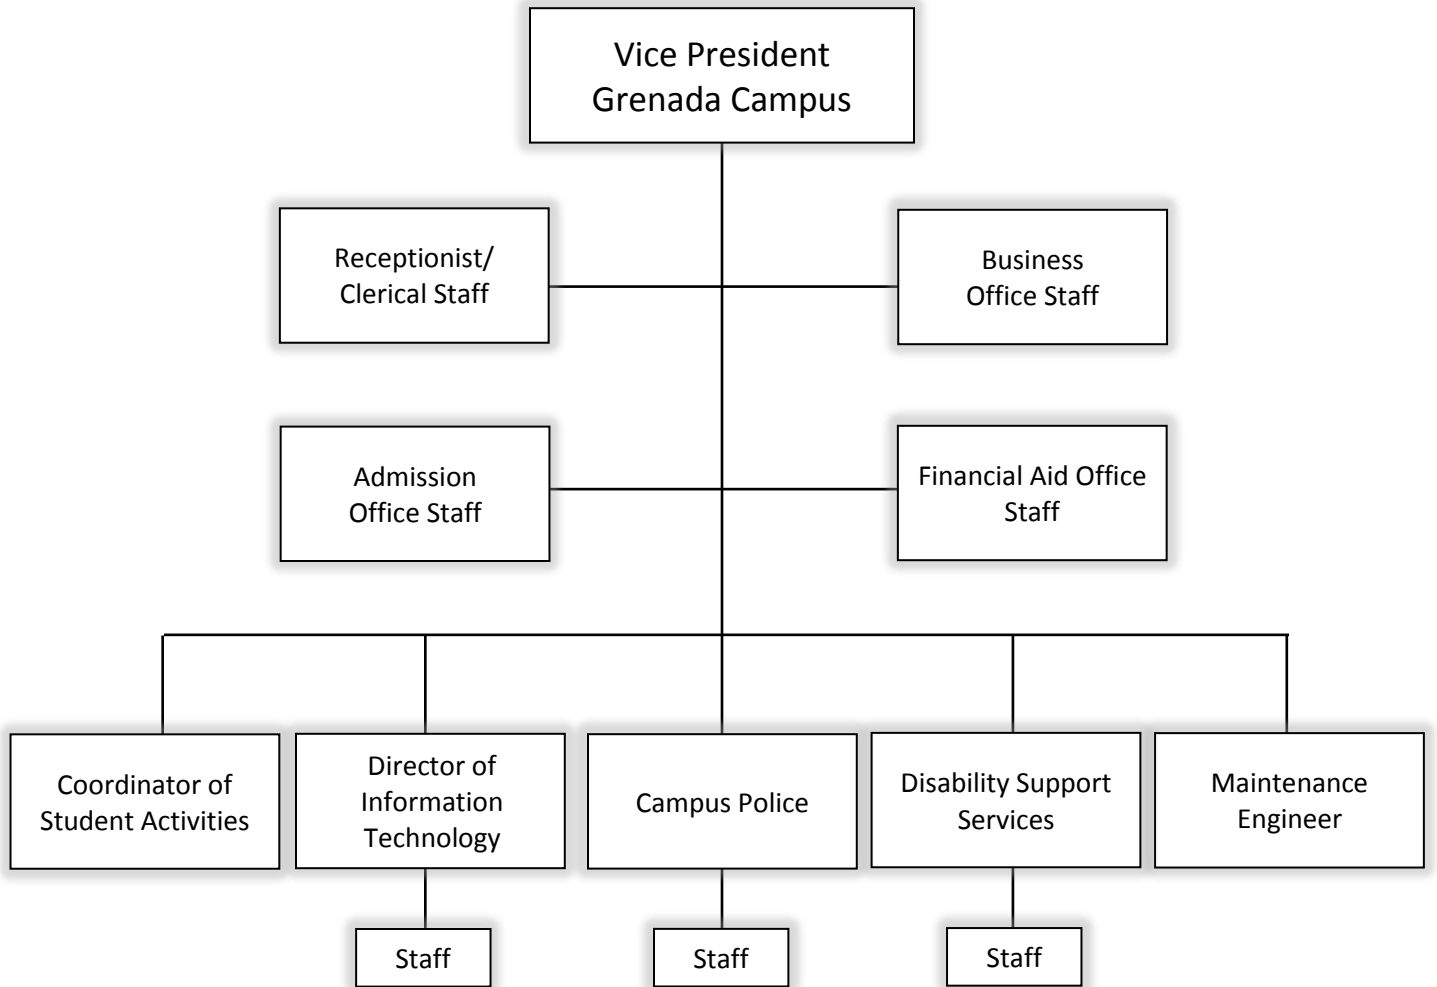 Vice President
Grenada Campus
Receptionist/
Clerical Staff
Business
Office Staff
Admission
Office Staff
Financial Aid Office
Staff
Coordinator of
Student Activities
Director of
Information
Technology
Campus Police
Disability Support
Services
Maintenance
Engineer
Staff
Staff
Staff